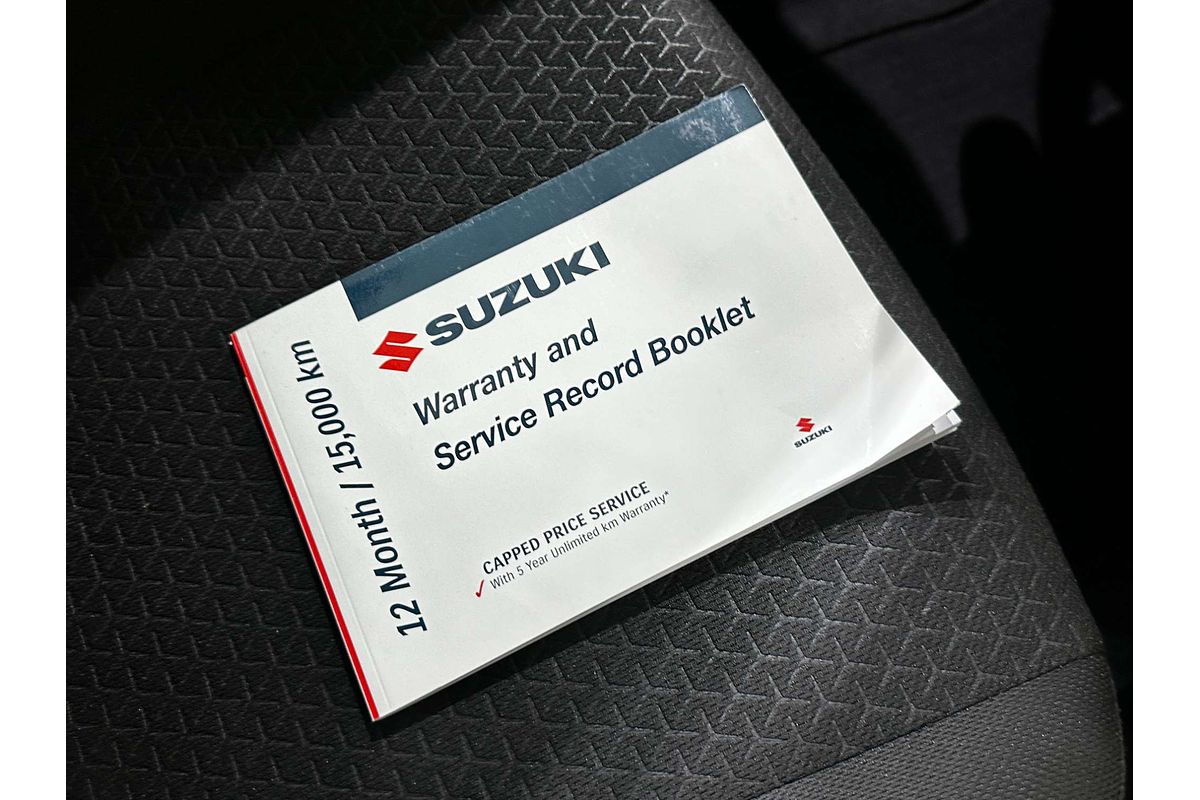 SUZUKI
Warranty and
Service Record Booklet
12 Month / 15,000 km
CAPPED PRICE SERVICE
✓ With 5 Year Unlimited km Warranty*
SUZUKI